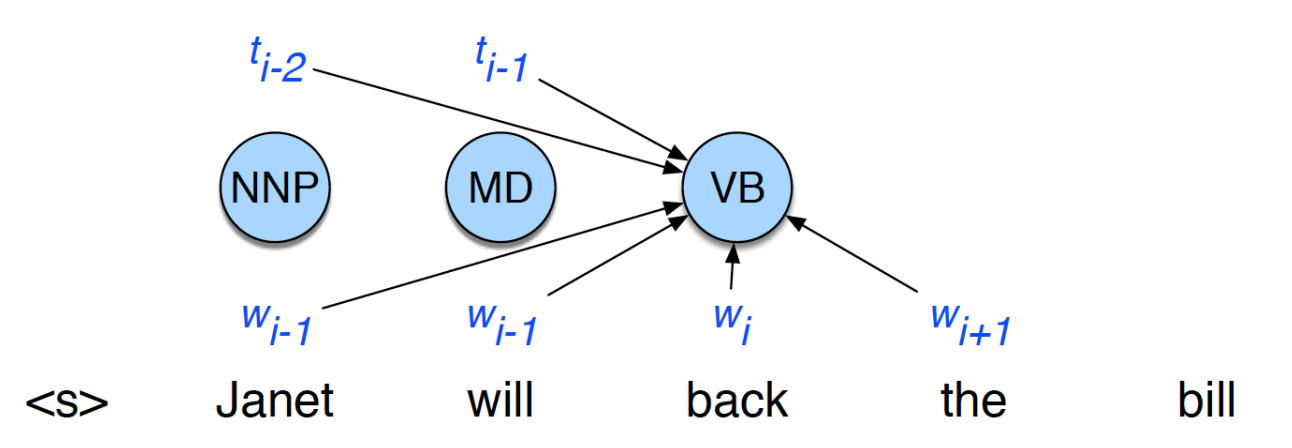 t_{i-2} t_{i-1}
NNP MD VB
w_{i-1} w_{i-1} w_i w_{i+1}
<s> Janet will back the bill